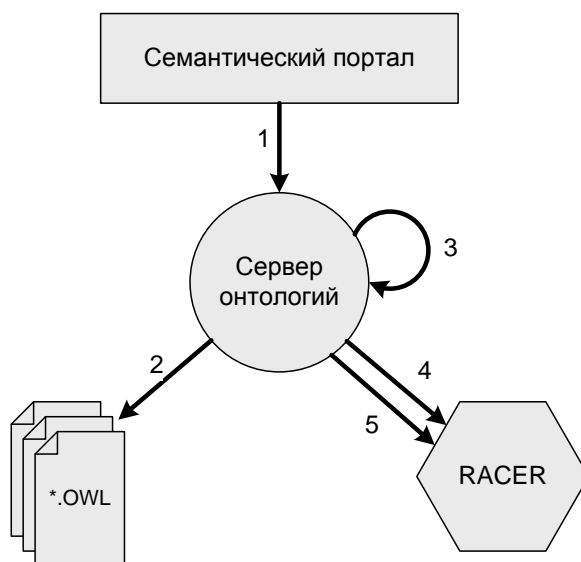 Семантический портал
1
Сервер
онтологий
3
2
4
5
*.OWL
RACER